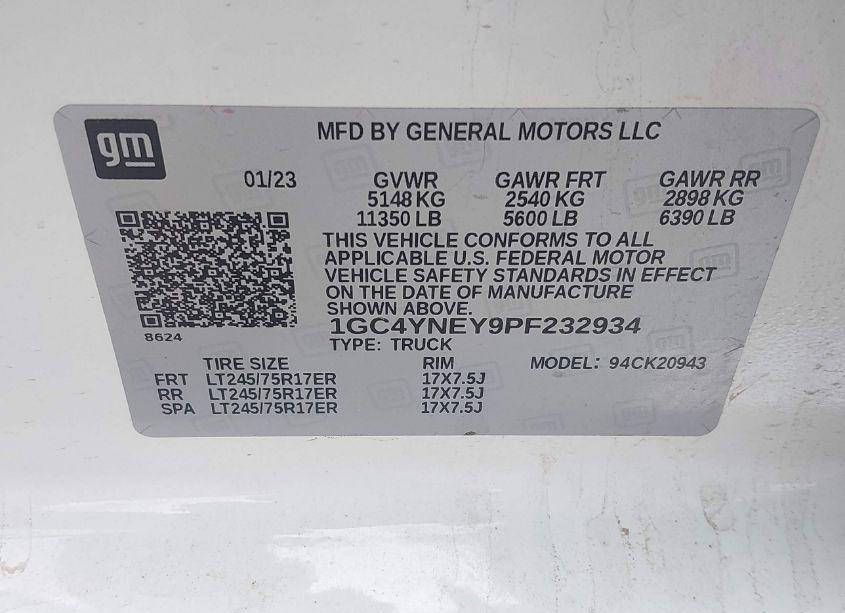 gm
MFD BY GENERAL MOTORS LLC
01/23 GVWR GAWR FRT GAWR RR
5148 KG 2540 KG 2898 KG
11350 LB 5600 LB 6390 LB
THIS VEHICLE CONFORMS TO ALL
APPLICABLE U.S. FEDERAL MOTOR
VEHICLE SAFETY STANDARDS IN EFFECT
ON THE DATE OF MANUFACTURE
SHOWN ABOVE.
1GC4YNEY9PF232934
8624
TYPE: TRUCK
TIRE SIZE RIM MODEL: 94CK20943
FRT LT245/75R17ER 17X7.5J
RR LT245/75R17ER 17X7.5J
SPA LT245/75R17ER 17X7.5J